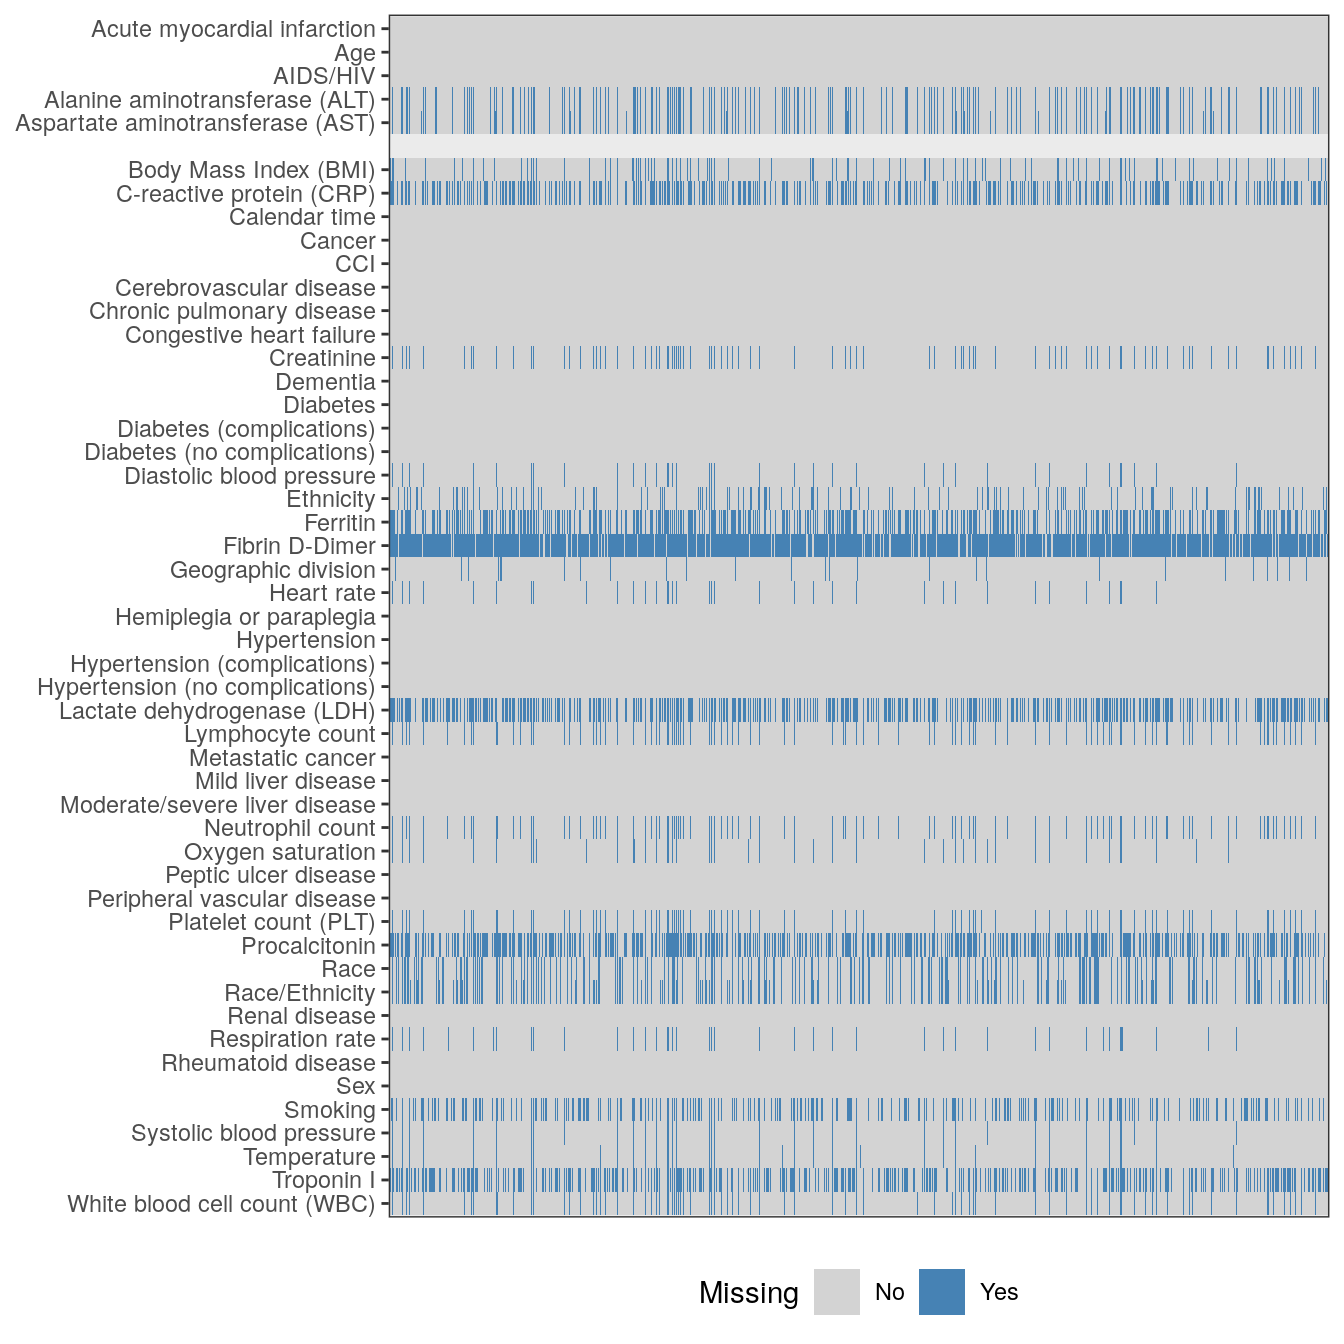 Acute myocardial infarction
Age
AIDS/HIV
Alanine aminotransferase (ALT)
Aspartate aminotransferase (AST)
Body Mass Index (BMI)
C-reactive protein (CRP)
Calendar time
Cancer
CCI
Cerebrovascular disease
Chronic pulmonary disease
Congestive heart failure
Creatinine
Dementia
Diabetes
Diabetes (complications)
Diabetes (no complications)
Diastolic blood pressure
Ethnicity
Ferritin
Fibrin D-Dimer
Geographic division
Heart rate
Hemiplegia or paraplegia
Hypertension
Hypertension (complications)
Hypertension (no complications)
Lactate dehydrogenase (LDH)
Lymphocyte count
Metastatic cancer
Mild liver disease
Moderate/severe liver disease
Neutrophil count
Oxygen saturation
Peptic ulcer disease
Peripheral vascular disease
Platelet count (PLT)
Procalcitonin
Race
Race/Ethnicity
Renal disease
Respiration rate
Rheumatoid disease
Sex
Smoking
Systolic blood pressure
Temperature
Troponin I
White blood cell count (WBC)
Missing No Yes